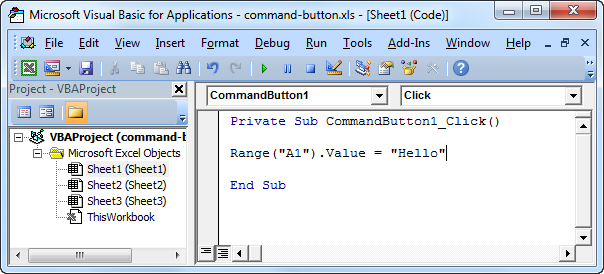 Microsoft Visual Basic for Applications - command-button.xls - [Sheet1 (Code)]
File Edit View Insert Format Debug Run Tools Add-Ins Window Help
Project - VBAProject
VBAProject (command-b
Microsoft Excel Objects
Sheet1 (Sheet1)
Sheet2 (Sheet2)
Sheet3 (Sheet3)
ThisWorkbook
CommandButton1 Click
Private Sub CommandButton1_Click()
Range("A1").Value = "Hello"
End Sub